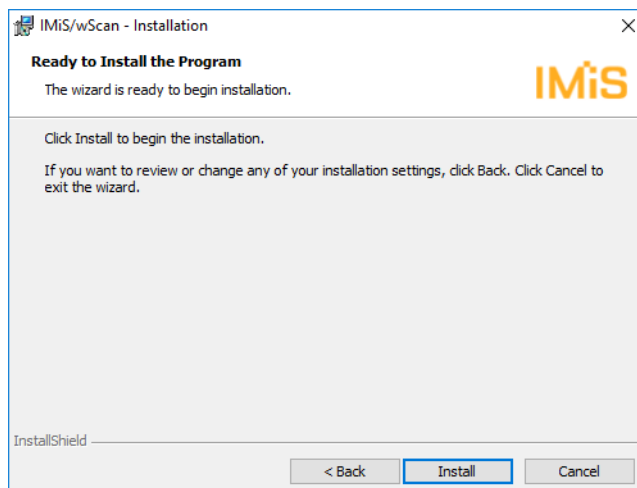 IMiS/wScan - Installation
Ready to Install the Program
The wizard is ready to begin installation.
IMiS
Click Install to begin the installation.
If you want to review or change any of your installation settings, click Back. Click Cancel to
exit the wizard.
InstallShield
< Back
Install
Cancel